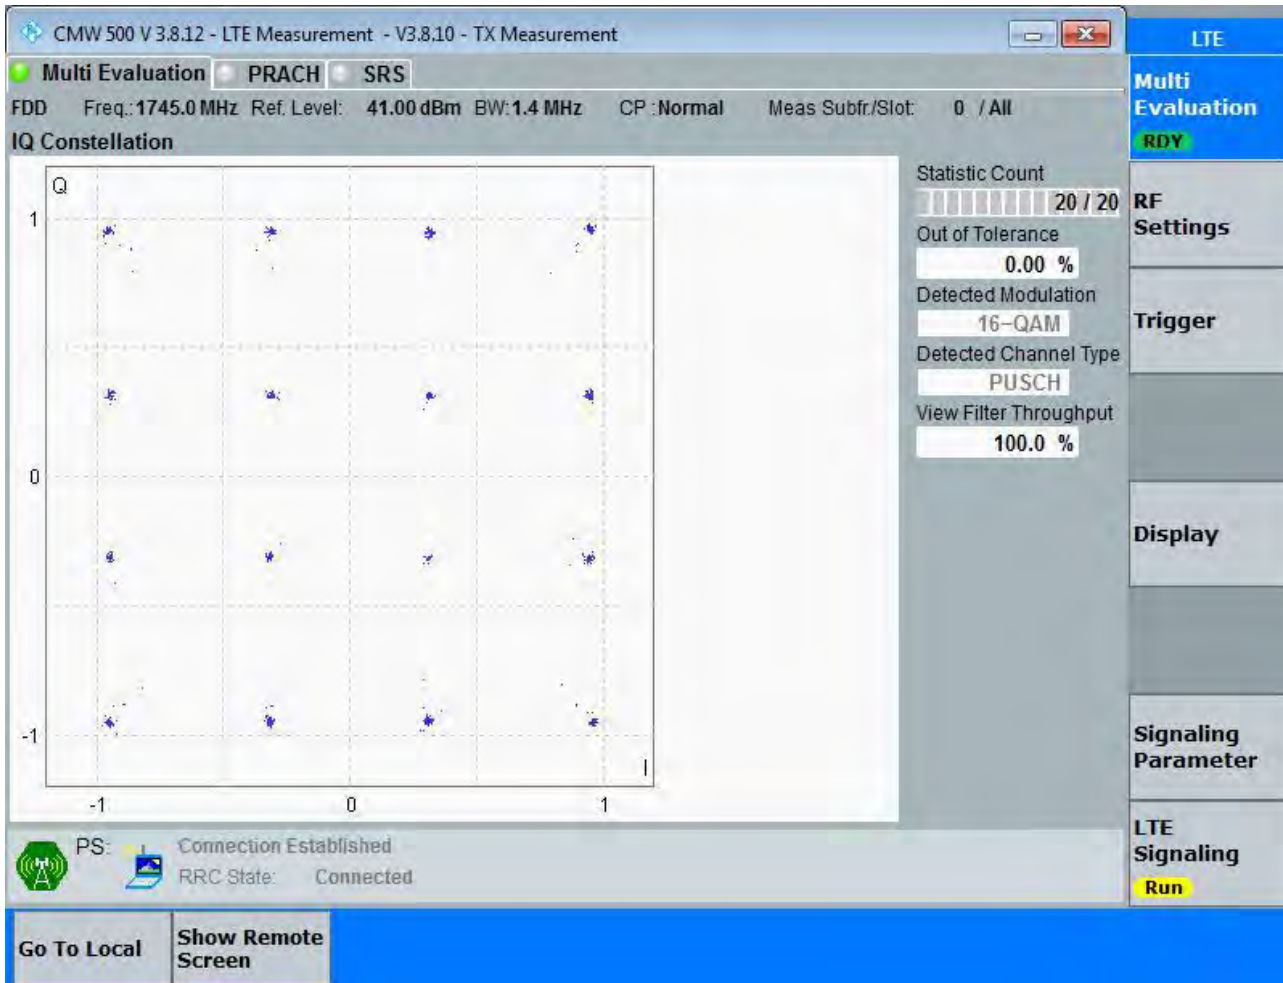 CMW 500 V 3.8.12 - LTE Measurement - V3.8.10 - TX Measurement
LTE
Multi Evaluation PRACH SRS
FDD Freq.: 1745.0 MHz Ref. Level: 41.00 dBm BW: 1.4 MHz CP : Normal Meas Subfr./Slot: 0 / All
IQ Constellation
Q
1
0
-1
-1
0
1
I
Statistic Count
20 / 20
Out of Tolerance
0.00 %
Detected Modulation
16-QAM
Detected Channel Type
PUSCH
View Filter Throughput
100.0 %
Multi
Evaluation
RDY
RF
Settings
Trigger
Display
Signaling
Parameter
LTE
Signaling
Run
PS: Connection Established
RRC State: Connected
Go To Local
Show Remote
Screen